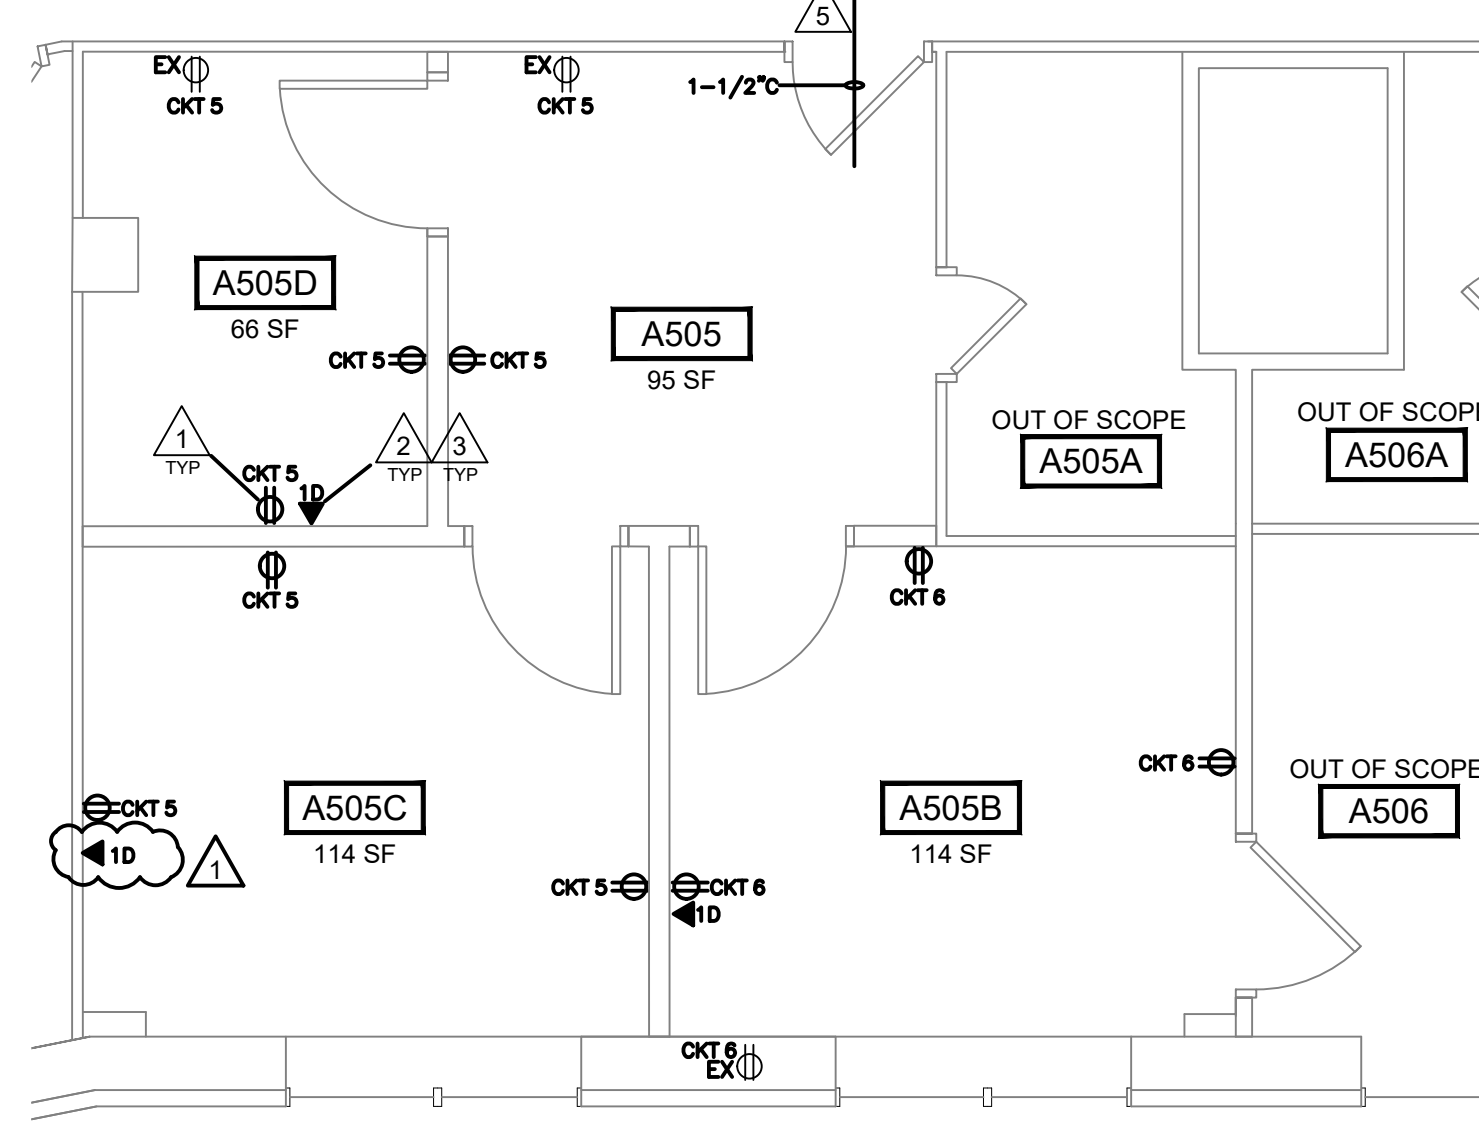 5
EX
CKT 5
EX
CKT 5
1-1/2"C
A505D
66 SF
A505
95 SF
CKT 5
CKT 5
1
TYP
2
TYP
3
TYP
CKT 5
1D
OUT OF SCOPE
A505A
OUT OF SCOPE
A506A
CKT 5
CKT 6
CKT 6
OUT OF SCOPE
A506
CKT 5
A505C
114 SF
A505B
114 SF
1D
1
CKT 5
CKT 6
1D
CKT 6
EX